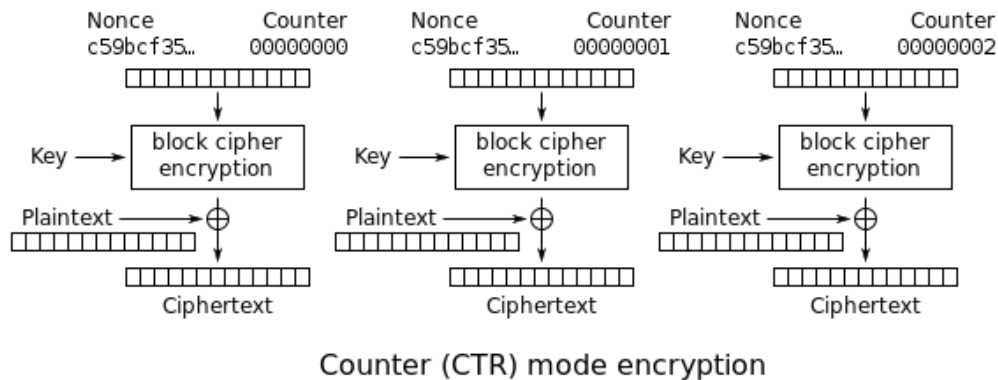 Nonce Counter Nonce Counter Nonce Counter
c59bcf35… 00000000 c59bcf35… 00000001 c59bcf35… 00000002
block cipher block cipher block cipher
Key Key Key
encryption encryption encryption
Plaintext Plaintext Plaintext
Ciphertext Ciphertext Ciphertext
Counter (CTR) mode encryption